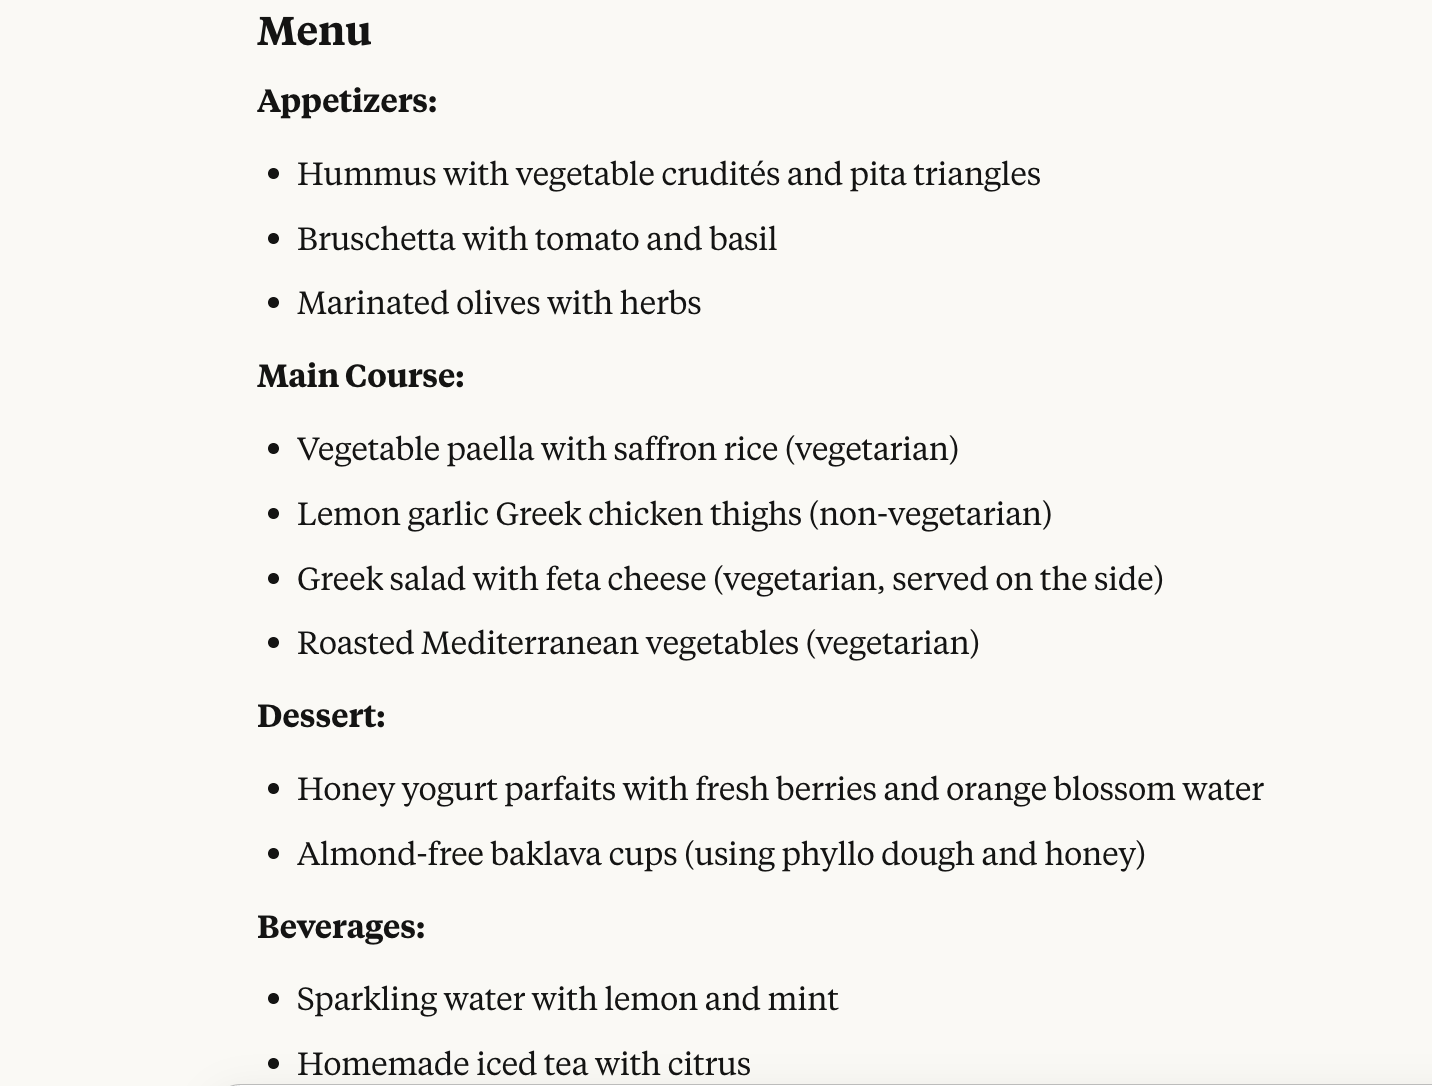 Menu
Appetizers:
• Hummus with vegetable crudités and pita triangles
• Bruschetta with tomato and basil
• Marinated olives with herbs
Main Course:
• Vegetable paella with saffron rice (vegetarian)
• Lemon garlic Greek chicken thighs (non-vegetarian)
• Greek salad with feta cheese (vegetarian, served on the side)
• Roasted Mediterranean vegetables (vegetarian)
Dessert:
• Honey yogurt parfaits with fresh berries and orange blossom water
• Almond-free baklava cups (using phyllo dough and honey)
Beverages:
• Sparkling water with lemon and mint
• Homemade iced tea with citrus